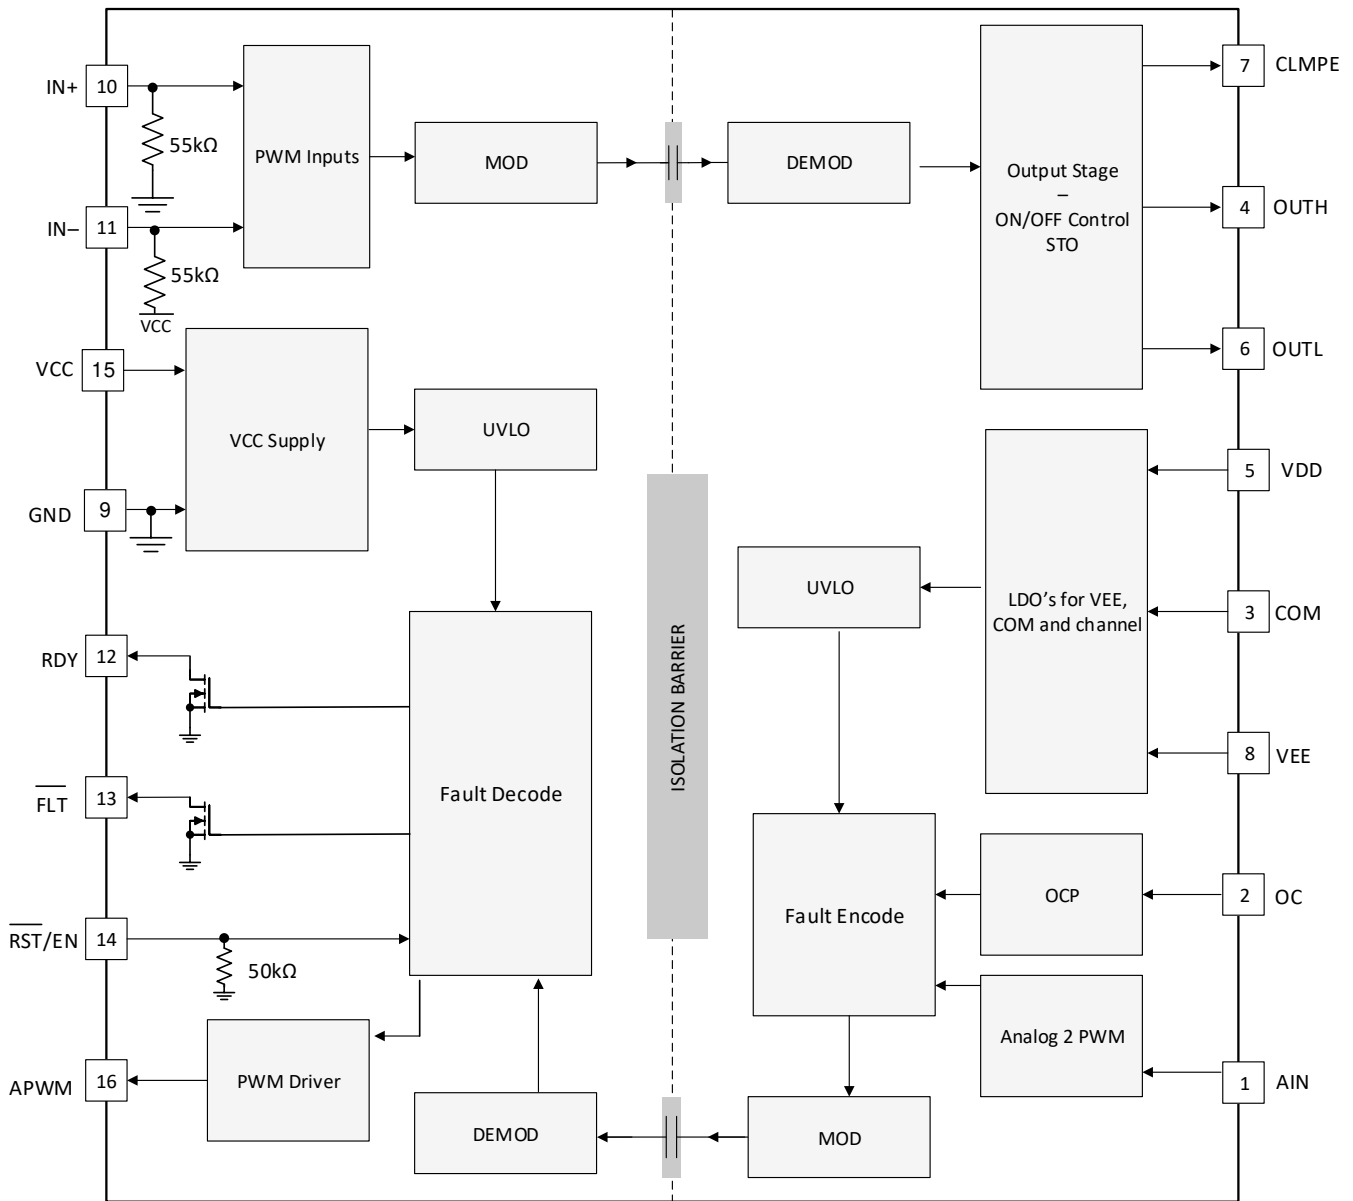 IN+
10
55kΩ
IN–
11
55kΩ
VCC
PWM Inputs
MOD
DEMOD
Output Stage
–
ON/OFF Control
STO
7
CLMPE
4
OUTH
6
OUTL
VCC
15
GND
9
VCC Supply
UVLO
RDY
12
FLT
13
RST/EN
14
50kΩ
Fault Decode
APWM
16
PWM Driver
DEMOD
ISOLATION BARRIER
UVLO
LDO's for VEE,
COM and channel
5
VDD
3
COM
8
VEE
Fault Encode
OCP
2
OC
Analog 2 PWM
1
AIN
MOD